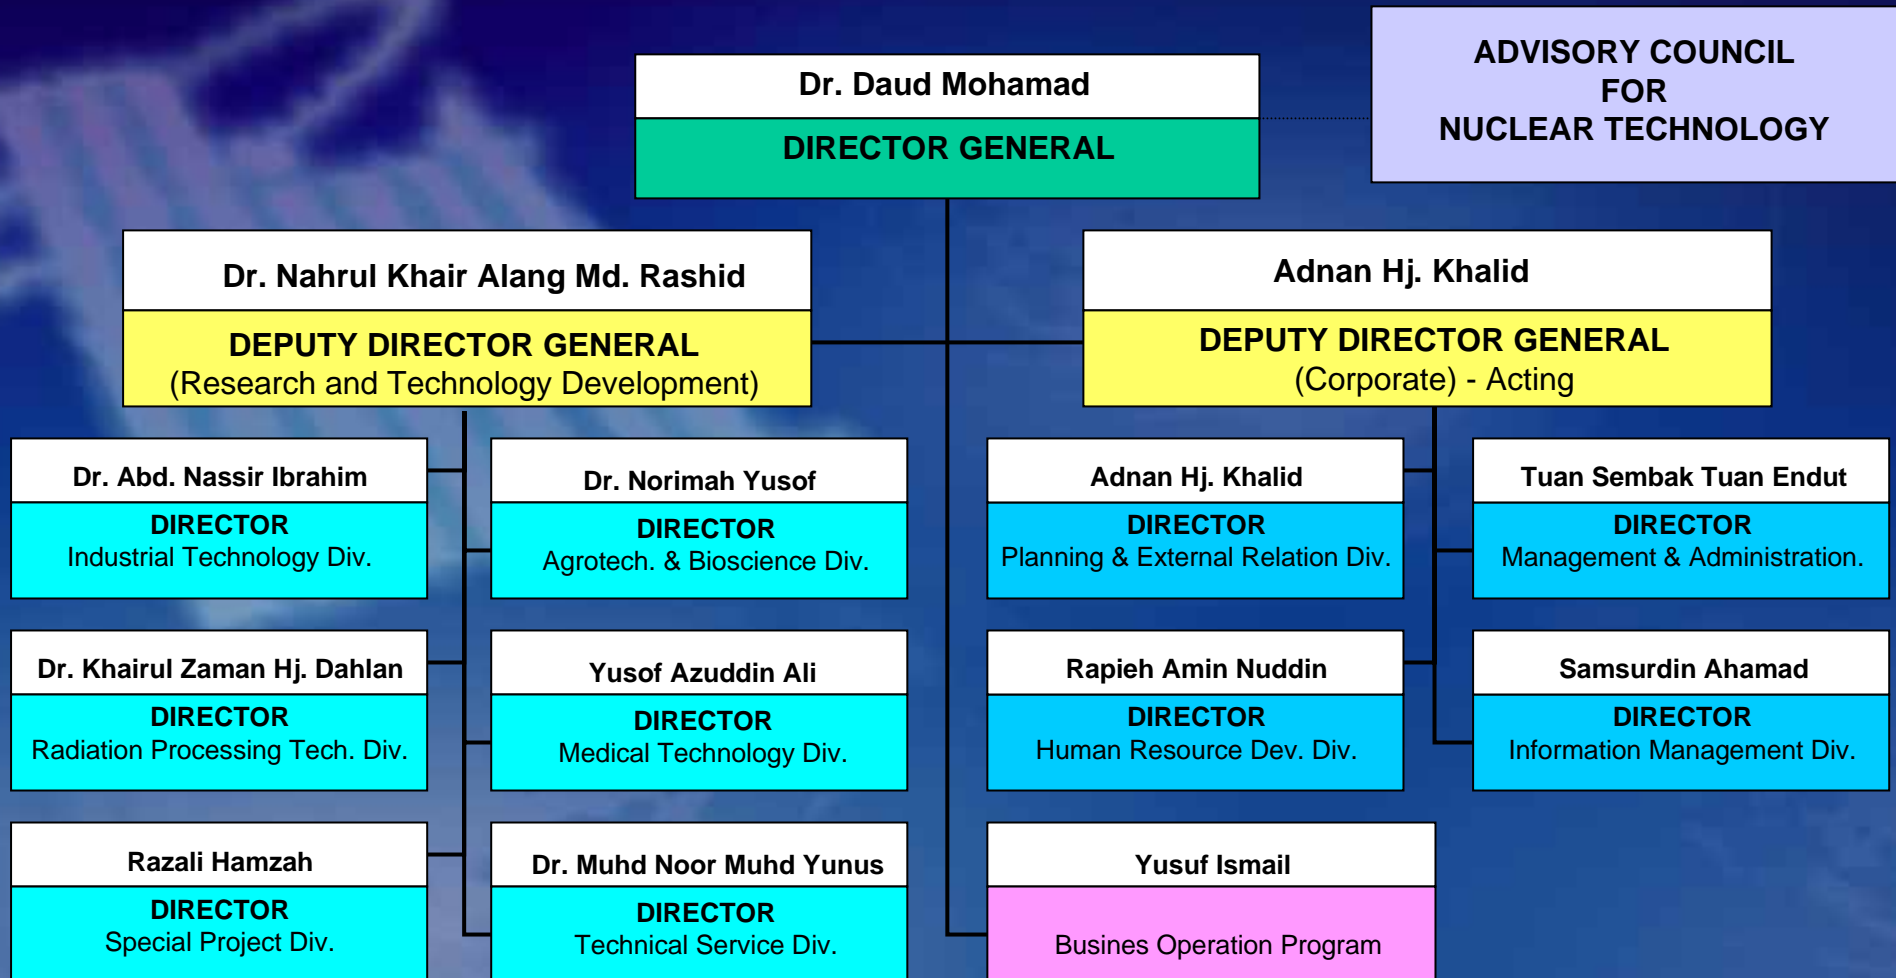 ADVISORY COUNCIL
FOR
NUCLEAR TECHNOLOGY
Dr. Daud Mohamad
DIRECTOR GENERAL
Dr. Nahrul Khair Alang Md. Rashid
DEPUTY DIRECTOR GENERAL
(Research and Technology Development)
Adnan Hj. Khalid
DEPUTY DIRECTOR GENERAL
(Corporate) - Acting
Dr. Abd. Nassir Ibrahim
DIRECTOR
Industrial Technology Div.
Dr. Norimah Yusof
DIRECTOR
Agrotech. & Bioscience Div.
Adnan Hj. Khalid
DIRECTOR
Planning & External Relation Div.
Tuan Sembak Tuan Endut
DIRECTOR
Management & Administration.
Dr. Khairul Zaman Hj. Dahlan
DIRECTOR
Radiation Processing Tech. Div.
Yusof Azuddin Ali
DIRECTOR
Medical Technology Div.
Rapieh Amin Nuddin
DIRECTOR
Human Resource Dev. Div.
Samsurdin Ahamad
DIRECTOR
Information Management Div.
Razali Hamzah
DIRECTOR
Special Project Div.
Dr. Muhd Noor Muhd Yunus
DIRECTOR
Technical Service Div.
Yusuf Ismail
Busines Operation Program